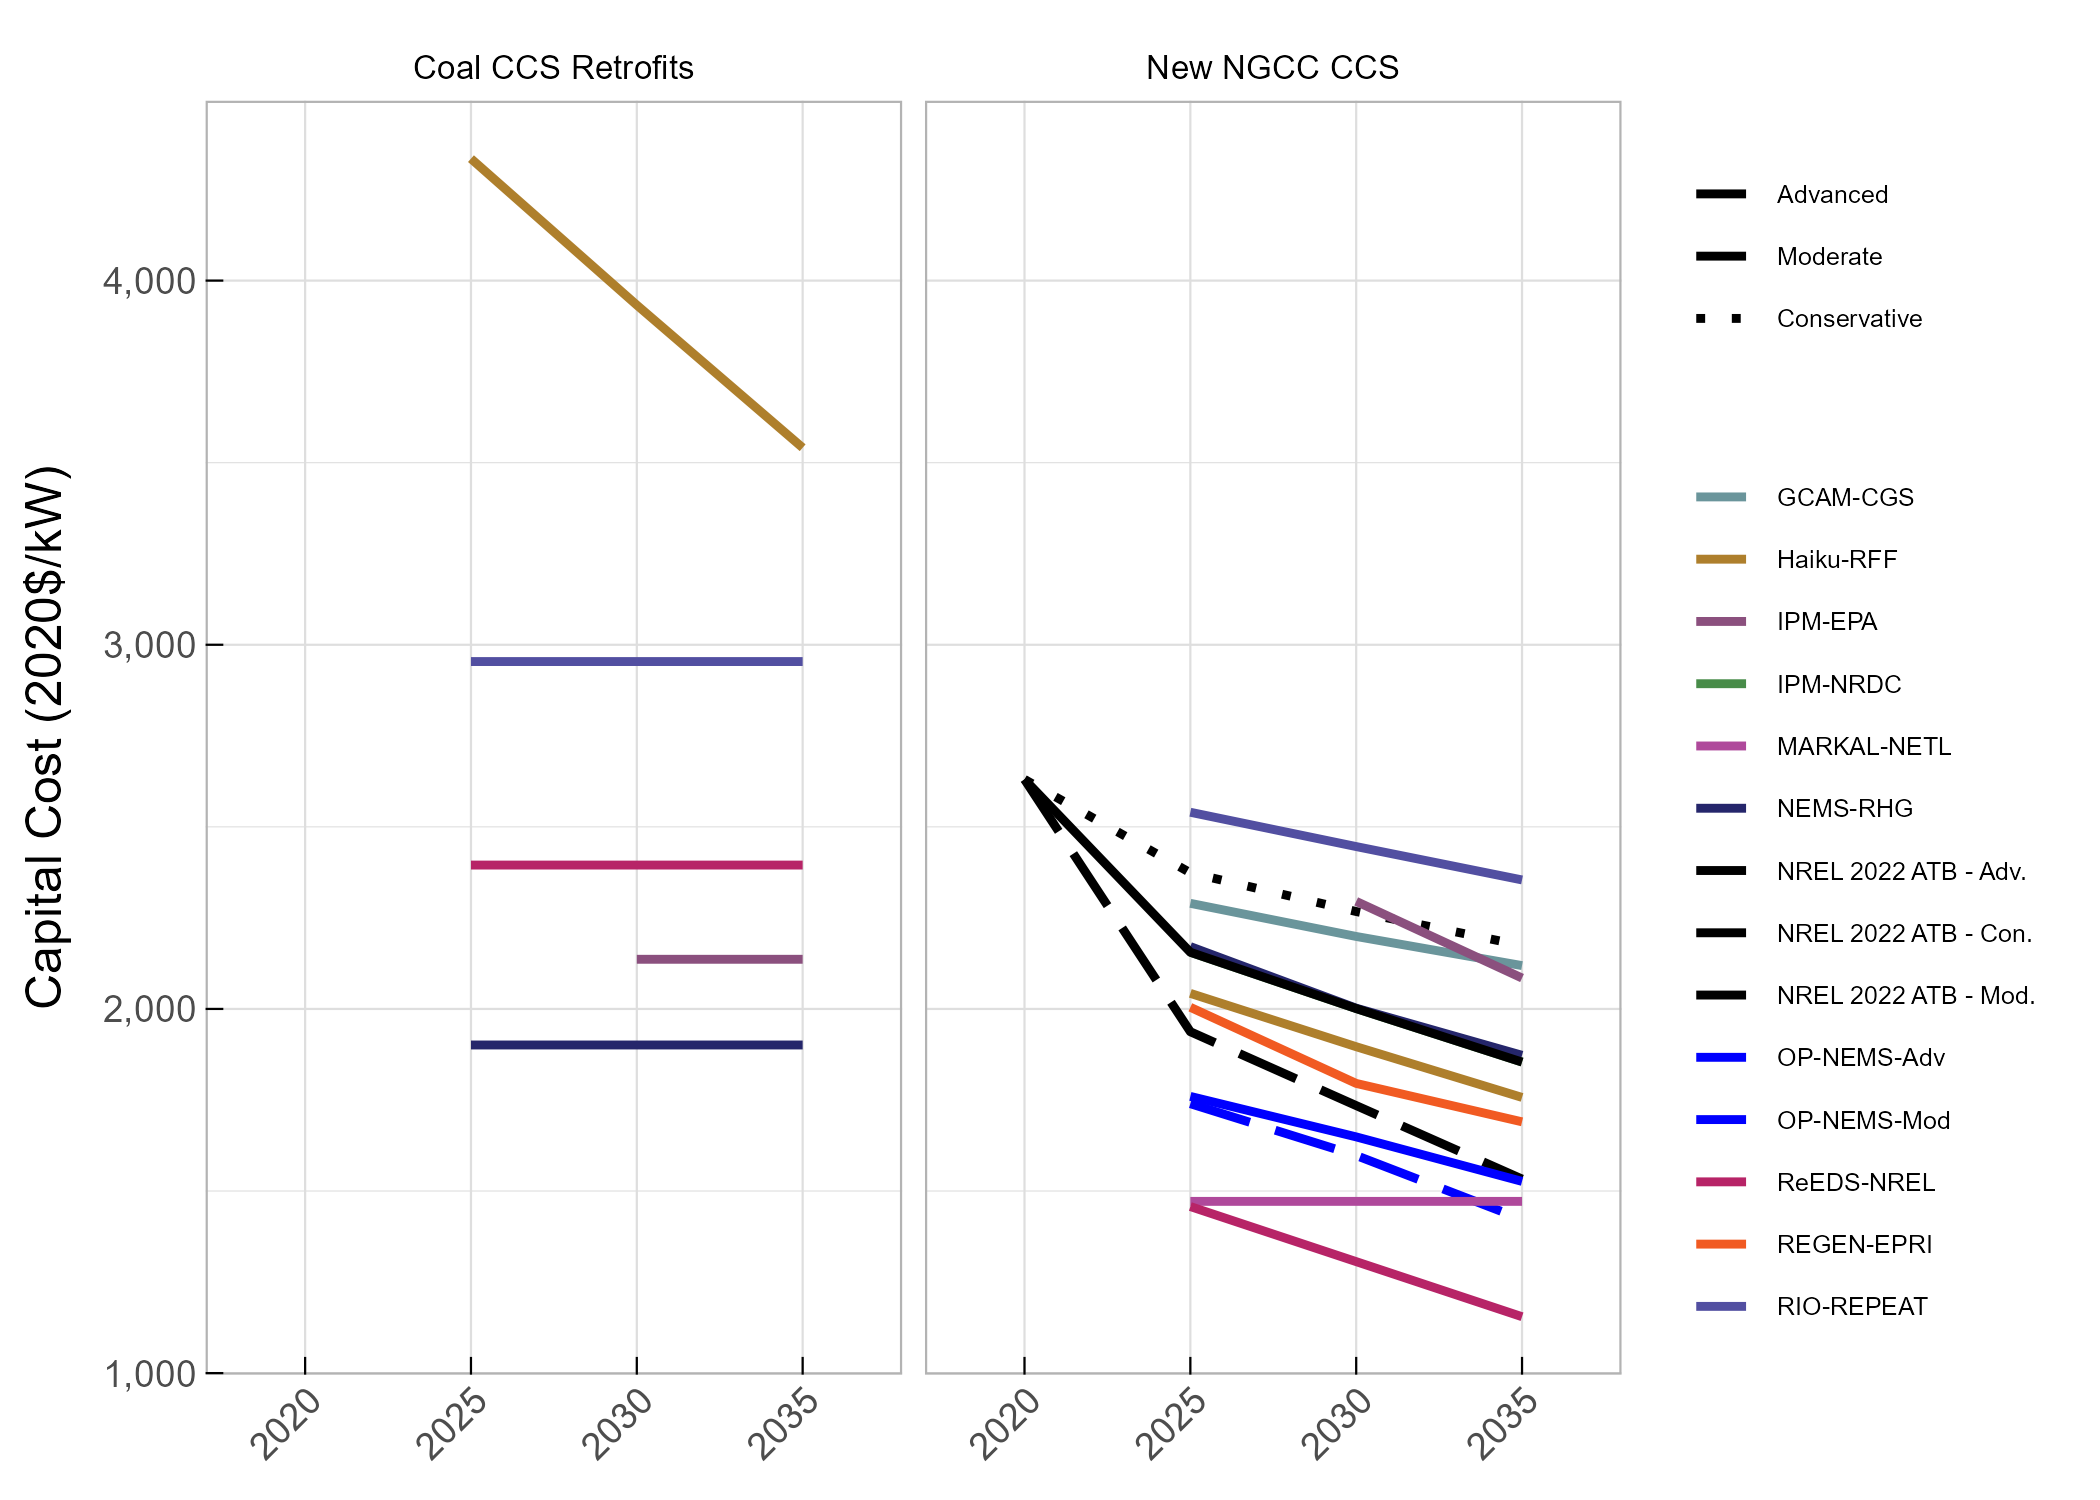 Coal CCS Retrofits
New NGCC CCS
Capital Cost (2020$/kW)
4,000
3,000
2,000
1,000
2020
2025
2030
2035
2020
2025
2030
2035
Advanced
Moderate
Conservative
GCAM-CGS
Haiku-RFF
IPM-EPA
IPM-NRDC
MARKAL-NETL
NEMS-RHG
NREL 2022 ATB - Adv.
NREL 2022 ATB - Con.
NREL 2022 ATB - Mod.
OP-NEMS-Adv
OP-NEMS-Mod
ReEDS-NREL
REGEN-EPRI
RIO-REPEAT